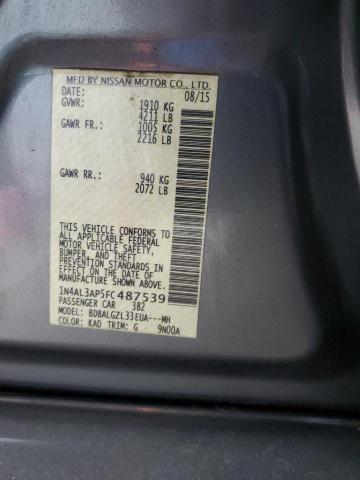 MFD BY NISSAN MOTOR CO., LTD.
DATE: 08/15
GVWR: 1910 KG
4211 LB
GAWR FR.: 1005 KG
2216 LB
GAWR RR.: 940 KG
2072 LB
THIS VEHICLE CONFORMS TO
ALL APPLICABLE FEDERAL
MOTOR VEHICLE SAFETY,
BUMPER, AND THEFT
PREVENTION STANDARDS IN
EFFECT ON THE DATE OF
MANUFACTURE SHOWN ABOVE.
1N4AL3AP5FC487539
PASSENGER CAR 382
MODEL: BDBALGZL33EUA---MH
COLOR: KAD TRIM: G 9N00A